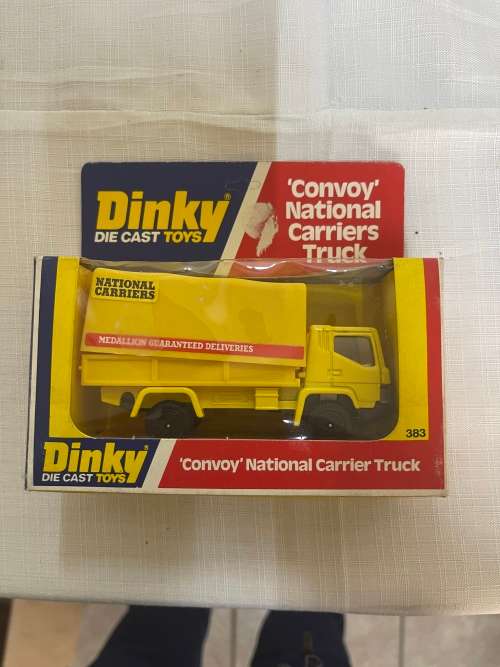 Dinky®
DIE CAST TOYS
'Convoy'
National
Carriers
Truck
NATIONAL
CARRIERS
MEDALLION GUARANTEED DELIVERIES
383
Dinky
DIE CAST TOYS
'Convoy' National Carrier Truck